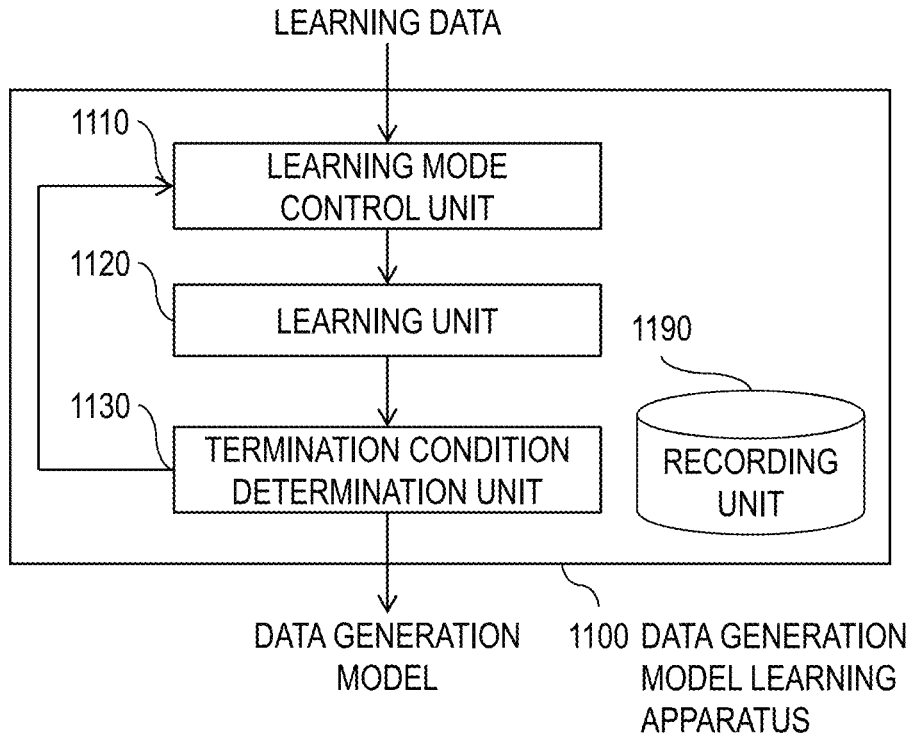 LEARNING DATA
1110
LEARNING MODE
CONTROL UNIT
1120
LEARNING UNIT
1190
1130
TERMINATION CONDITION
DETERMINATION UNIT
RECORDING
UNIT
DATA GENERATION
MODEL
1100 DATA GENERATION
MODEL LEARNING
APPARATUS